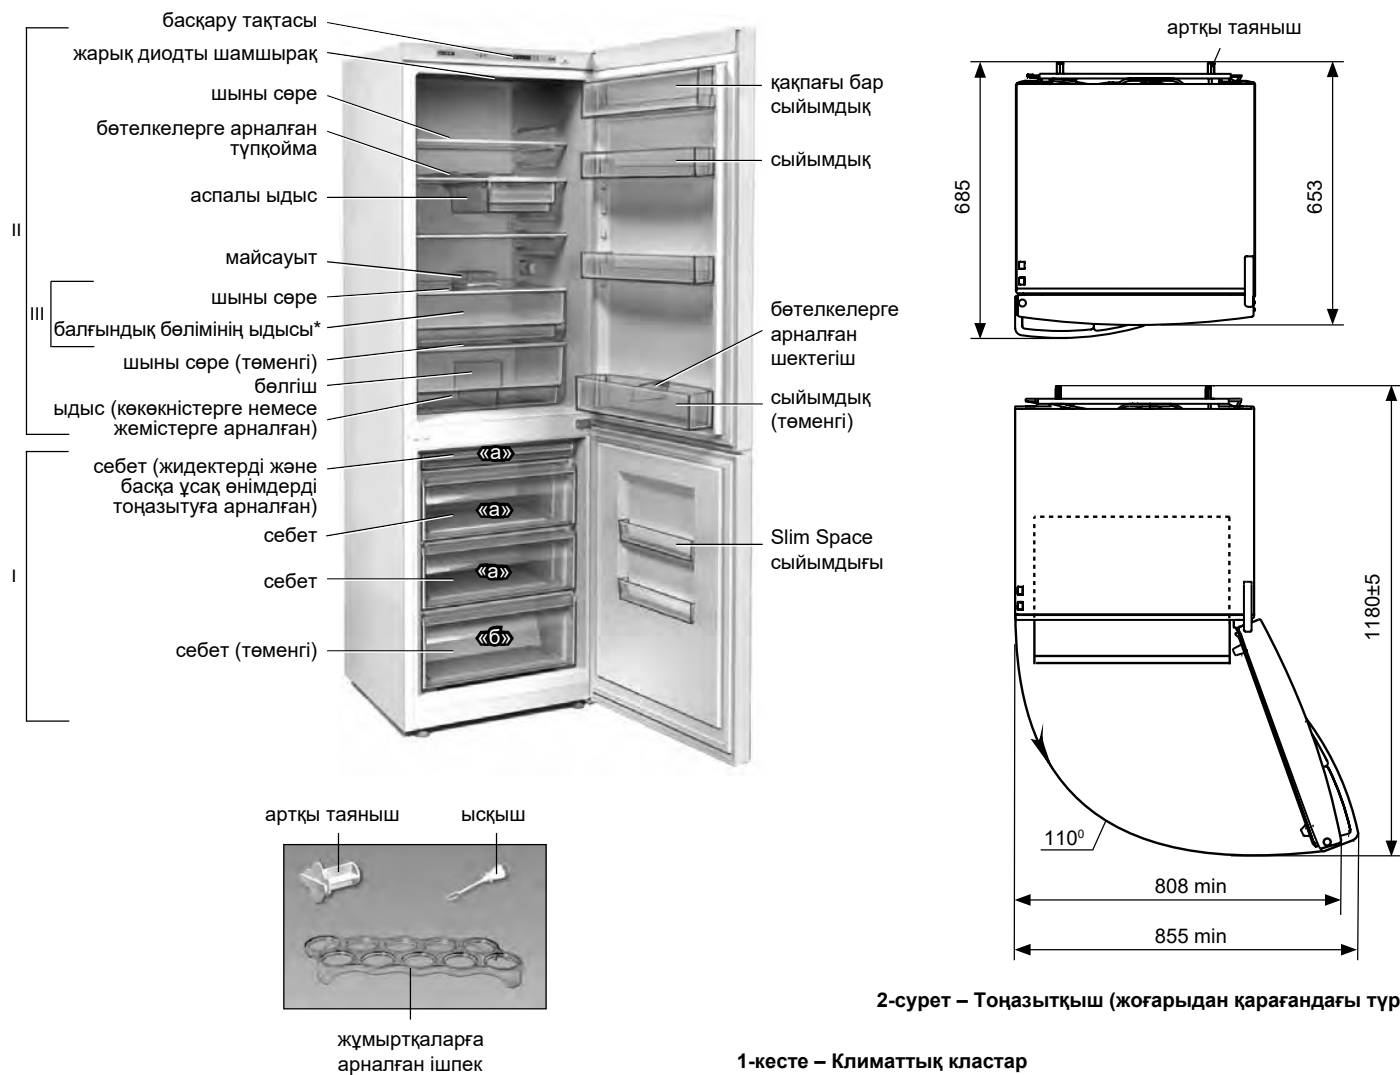 басқару тақтасы
жарық диодты шамшырақ
шыны сөре
бөтелкелерге арналған
түпқойма
аспалы ыдыс
майсауыт
шыны сөре
балғындық бөлімінің ыдысы*
шыны сөре (төменгі)
бөлгіш
ыдыс (көкөкністерге немесе
жемістерге арналған)
себет (жидектерді және
басқа ұсақ өнімдерді
тоңазытуға арналған)
себет
себет
себет (төменгі)
II
III
I
«а»
«а»
«а»
«б»
қақпағы бар
сыйымдық
сыйымдық
бөтелкелерге
арналған
шектегіш
сыйымдық
(төменгі)
Slim Space
сыйымдығы
артқы таяныш
ысқыш
жұмыртқаларға
арналған ішпек
артқы таяныш
685
653
1180±5
110⁰
808 min
855 min
2-сурет – Тоңазытқыш (жоғарыдан қарағандағы түр
1-кесте – Климаттық кластар